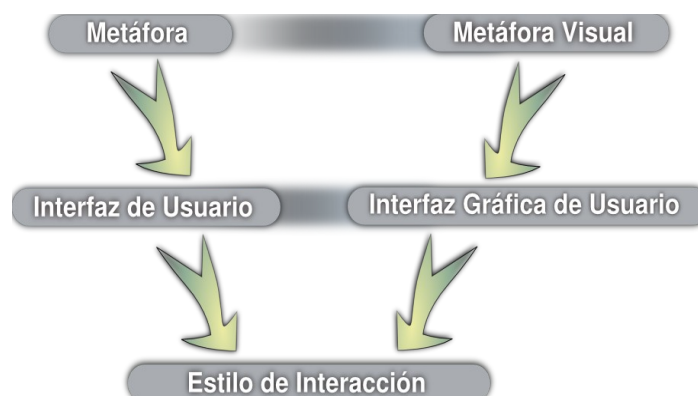 Metáfora
Metáfora Visual
Interfaz de Usuario
Interfaz Gráfica de Usuario
Estilo de Interacción